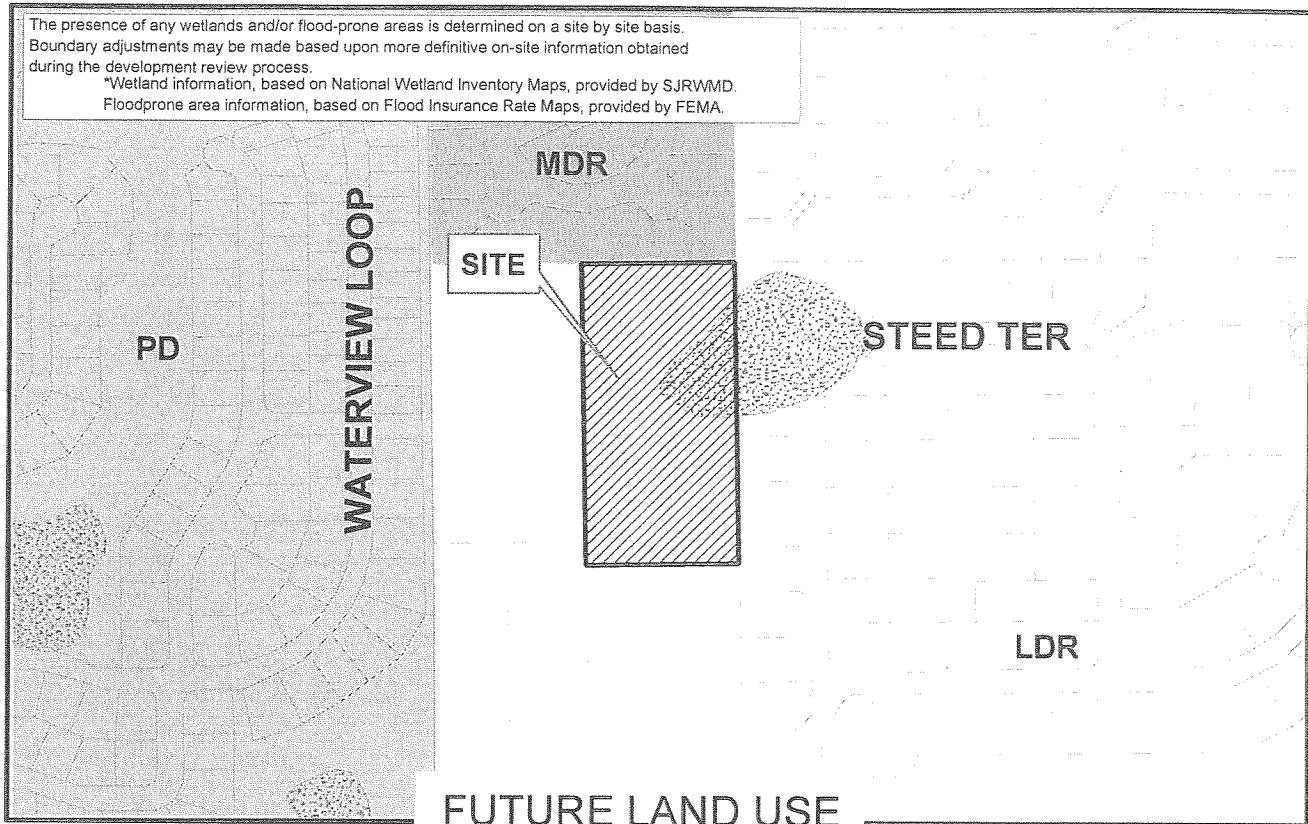 The presence of any wetlands and/or flood-prone areas is determined on a site by site basis.
Boundary adjustments may be made based upon more definitive on-site information obtained
during the development review process.
*Wetland information, based on National Wetland Inventory Maps, provided by SJRWMD.
Floodprone area information, based on Flood Insurance Rate Maps, provided by FEMA.
MDR
WATERVIEW LOOP
SITE
PD
STEED TER
LDR
FUTURE LAND USE